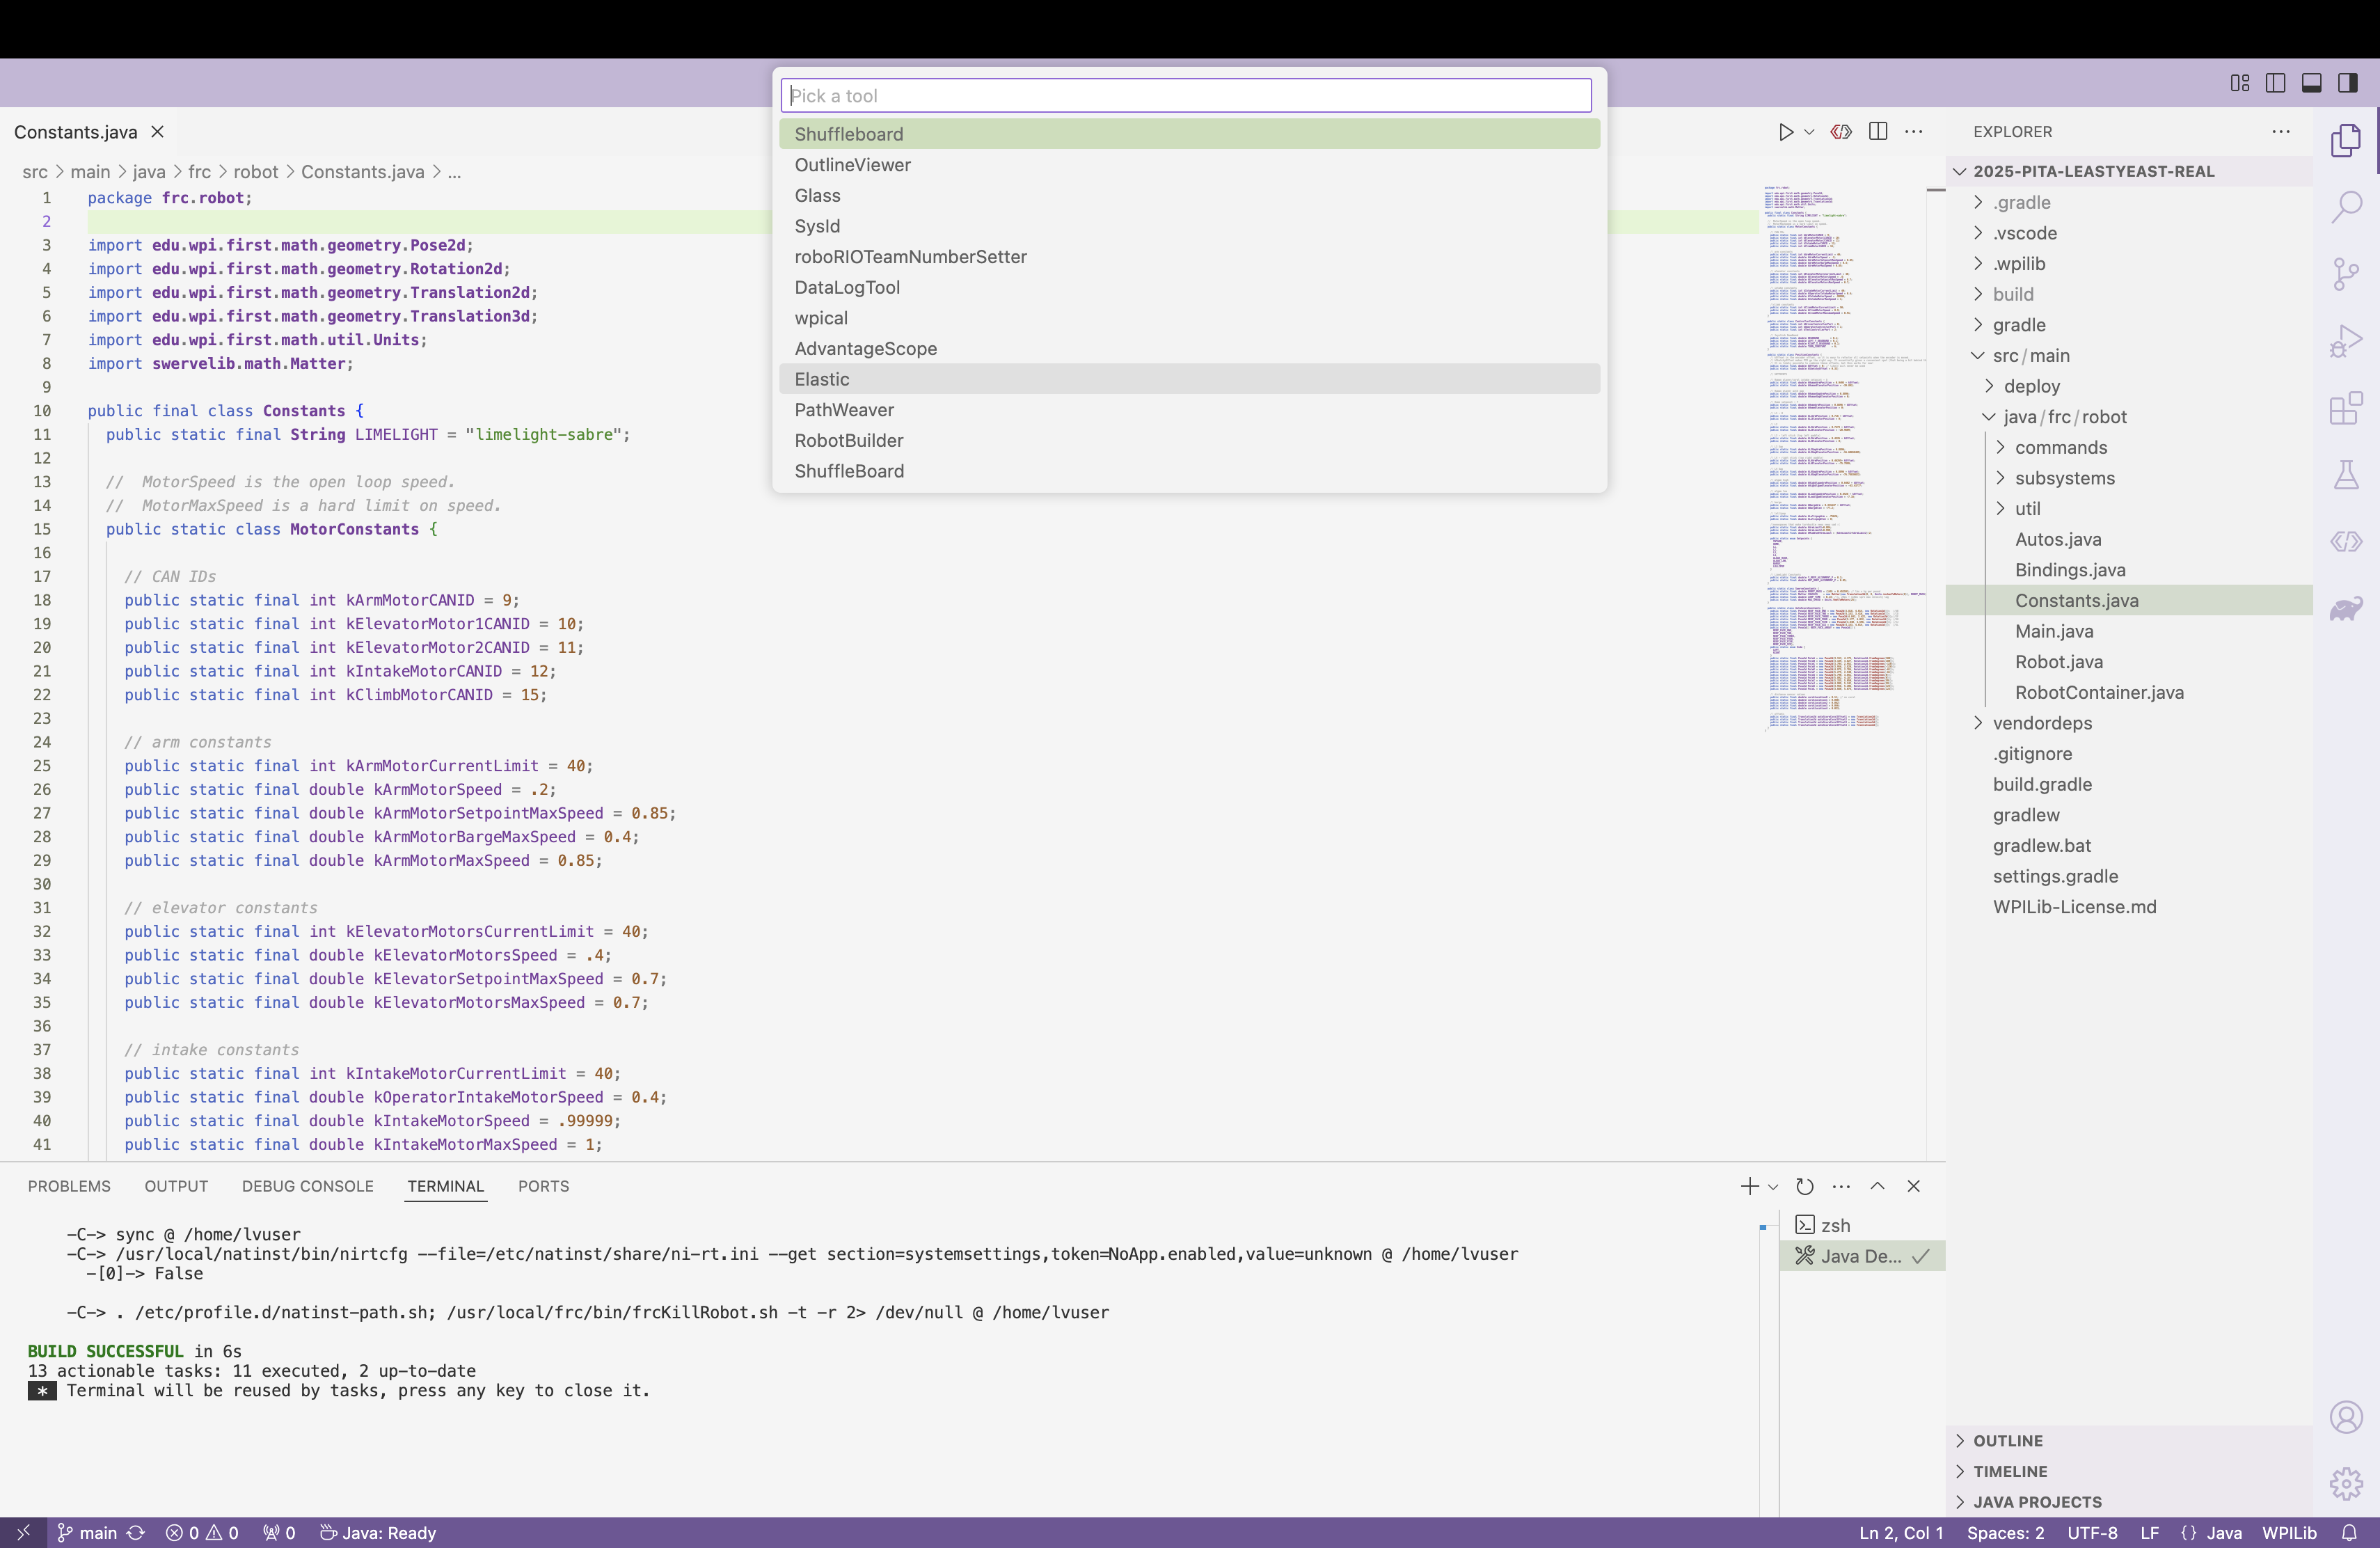 Pick a tool
Shuffleboard
OutlineViewer
Glass
SysId
roboRIOTeamNumberSetter
DataLogTool
wpical
AdvantageScope
Elastic
PathWeaver
RobotBuilder
ShuffleBoard
Constants.java
src > main > java > frc > robot > Constants.java > ...
1 package frc.robot;
2
3 import edu.wpi.first.math.geometry.Pose2d;
4 import edu.wpi.first.math.geometry.Rotation2d;
5 import edu.wpi.first.math.geometry.Translation2d;
6 import edu.wpi.first.math.geometry.Translation3d;
7 import edu.wpi.first.math.util.Units;
8 import swervelib.math.Matter;
9
10 public final class Constants {
11 public static final String LIMELIGHT = "limelight-sabre";
12
13 // MotorSpeed is the open loop speed.
14 // MotorMaxSpeed is a hard limit on speed.
15 public static class MotorConstants {
16
17 // CAN IDs
18 public static final int kArmMotorCANID = 9;
19 public static final int kElevatorMotor1CANID = 10;
20 public static final int kElevatorMotor2CANID = 11;
21 public static final int kIntakeMotorCANID = 12;
22 public static final int kClimbMotorCANID = 15;
23
24 // arm constants
25 public static final int kArmMotorCurrentLimit = 40;
26 public static final double kArmMotorSpeed = .2;
27 public static final double kArmMotorSetpointMaxSpeed = 0.85;
28 public static final double kArmMotorBargeMaxSpeed = 0.4;
29 public static final double kArmMotorMaxSpeed = 0.85;
30
31 // elevator constants
32 public static final int kElevatorMotorsCurrentLimit = 40;
33 public static final double kElevatorMotorsSpeed = .4;
34 public static final double kElevatorSetpointMaxSpeed = 0.7;
35 public static final double kElevatorMotorsMaxSpeed = 0.7;
36
37 // intake constants
38 public static final int kIntakeMotorCurrentLimit = 40;
39 public static final double kOperatorIntakeMotorSpeed = 0.4;
40 public static final double kIntakeMotorSpeed = .99999;
41 public static final double kIntakeMotorMaxSpeed = 1;
EXPLORER
2025-PITA-LEASTYEAST-REAL
.gradle
.vscode
.wpilib
build
gradle
src/main
deploy
java/frc/robot
commands
subsystems
util
Autos.java
Bindings.java
Constants.java
Main.java
Robot.java
RobotContainer.java
vendordeps
.gitignore
build.gradle
gradlew
gradlew.bat
settings.gradle
WPILib-License.md
OUTLINE
TIMELINE
JAVA PROJECTS
PROBLEMS OUTPUT DEBUG CONSOLE TERMINAL PORTS
-C-> sync @ /home/lvuser
-C-> /usr/local/natinst/bin/nirtcfg --file=/etc/natinst/share/ni-rt.ini --get section=systemsettings,token=NoApp.enabled,value=unknown @ /home/lvuser
-[0]-> False
-C-> . /etc/profile.d/natinst-path.sh; /usr/local/frc/bin/frcKillRobot.sh -t -r 2> /dev/null @ /home/lvuser
BUILD SUCCESSFUL in 6s
13 actionable tasks: 11 executed, 2 up-to-date
* Terminal will be reused by tasks, press any key to close it.
zsh
Java De...
main 0 0 0 Java: Ready
Ln 2, Col 1 Spaces: 2 UTF-8 LF {} Java WPILib